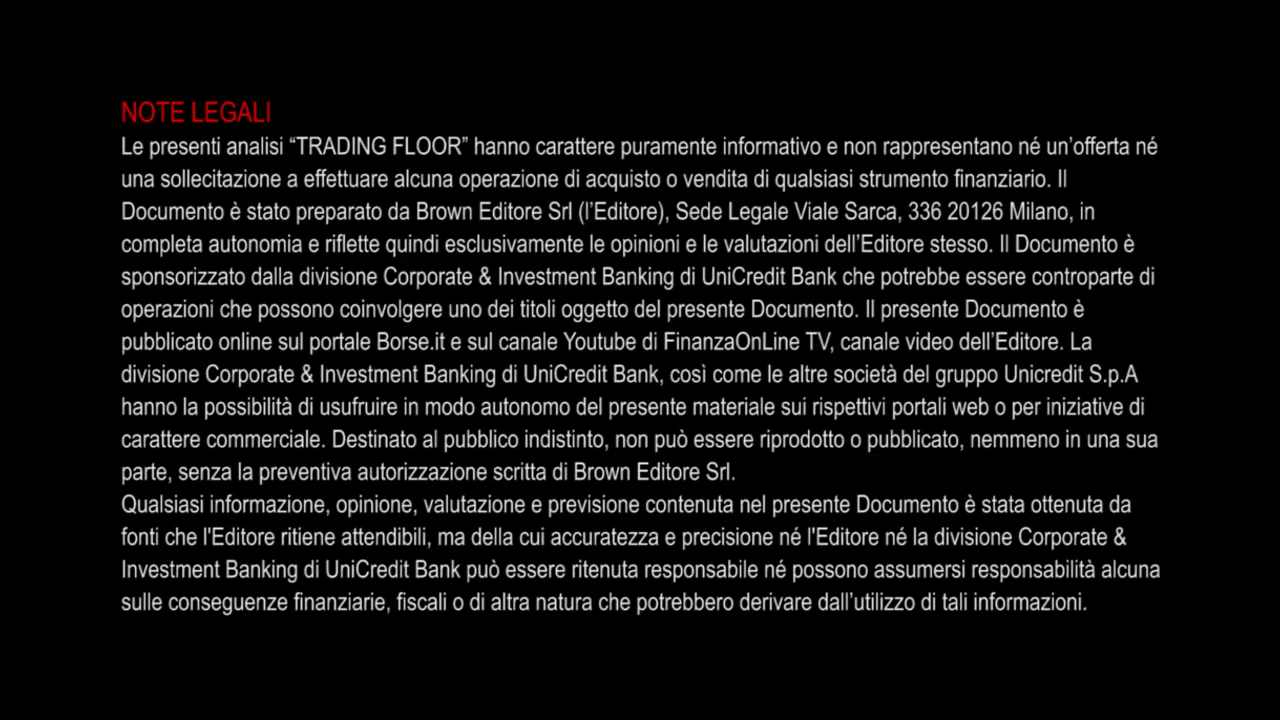 NOTE LEGALI
Le presenti analisi “TRADING FLOOR” hanno carattere puramente informativo e non rappresentano né un’offerta né
una sollecitazione a effettuare alcuna operazione di acquisto o vendita di qualsiasi strumento finanziario. Il
Documento è stato preparato da Brown Editore Srl (l’Editore), Sede Legale Viale Sarca, 336 20126 Milano, in
completa autonomia e riflette quindi esclusivamente le opinioni e le valutazioni dell’Editore stesso. Il Documento è
sponsorizzato dalla divisione Corporate & Investment Banking di UniCredit Bank che potrebbe essere controparte di
operazioni che possono coinvolgere uno dei titoli oggetto del presente Documento. Il presente Documento è
pubblicato online sul portale Borse.it e sul canale Youtube di FinanzaOnLine TV, canale video dell’Editore. La
divisione Corporate & Investment Banking di UniCredit Bank, così come le altre società del gruppo Unicredit S.p.A
hanno la possibilità di usufruire in modo autonomo del presente materiale sui rispettivi portali web o per iniziative di
carattere commerciale. Destinato al pubblico indistinto, non può essere riprodotto o pubblicato, nemmeno in una sua
parte, senza la preventiva autorizzazione scritta di Brown Editore Srl.
Qualsiasi informazione, opinione, valutazione e previsione contenuta nel presente Documento è stata ottenuta da
fonti che l'Editore ritiene attendibili, ma della cui accuratezza e precisione né l'Editore né la divisione Corporate &
Investment Banking di UniCredit Bank può essere ritenuta responsabile né possono assumersi responsabilità alcuna
sulle conseguenze finanziarie, fiscali o di altra natura che potrebbero derivare dall’utilizzo di tali informazioni.